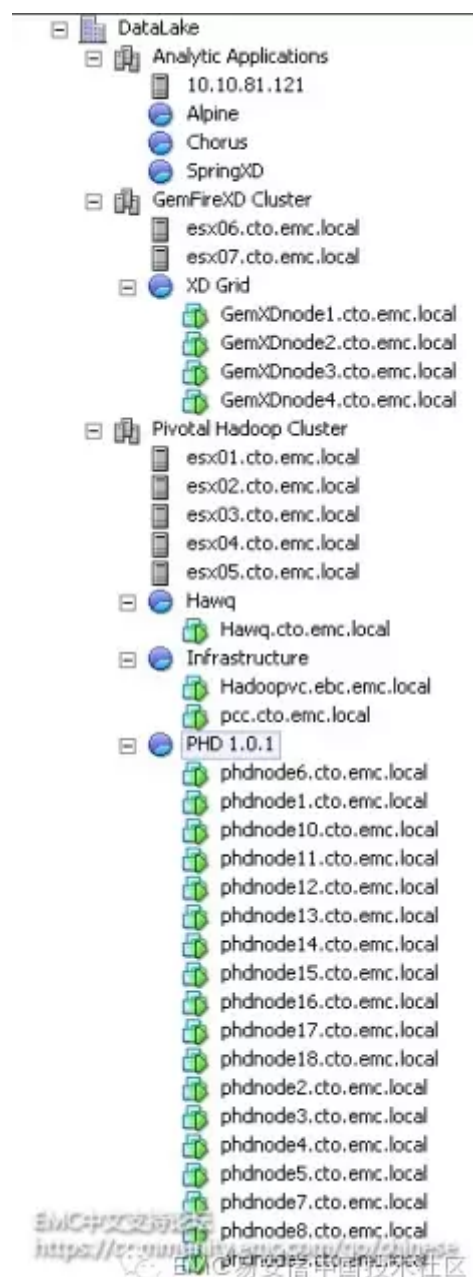 DataLake
Analytic Applications
10.10.81.121
Alpine
Chorus
SpringXD
GemFireXD Cluster
esx06.cto.emc.local
esx07.cto.emc.local
XD Grid
GemXDnode1.cto.emc.local
GemXDnode2.cto.emc.local
GemXDnode3.cto.emc.local
GemXDnode4.cto.emc.local
Pivotal Hadoop Cluster
esx01.cto.emc.local
esx02.cto.emc.local
esx03.cto.emc.local
esx04.cto.emc.local
esx05.cto.emc.local
Hawq
Hawq.cto.emc.local
Infrastructure
Hadoopvc.ebc.emc.local
pcc.cto.emc.local
PHD 1.0.1
phdnode6.cto.emc.local
phdnode1.cto.emc.local
phdnode10.cto.emc.local
phdnode11.cto.emc.local
phdnode12.cto.emc.local
phdnode13.cto.emc.local
phdnode14.cto.emc.local
phdnode15.cto.emc.local
phdnode16.cto.emc.local
phdnode17.cto.emc.local
phdnode18.cto.emc.local
phdnode2.cto.emc.local
phdnode3.cto.emc.local
phdnode4.cto.emc.local
phdnode5.cto.emc.local
phdnode7.cto.emc.local
phdnode8.cto.emc.local
EMC中文支持论坛
https://community.emc.com/go/chinese